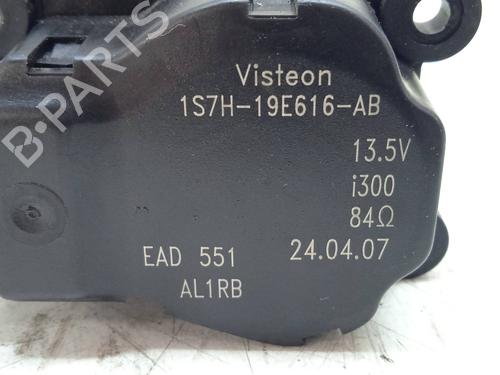 Visteon
1S7H-19E616-AB
13.5V
i300
84Ω
EAD 551 24.04.07
AL1RB
B-PARTS